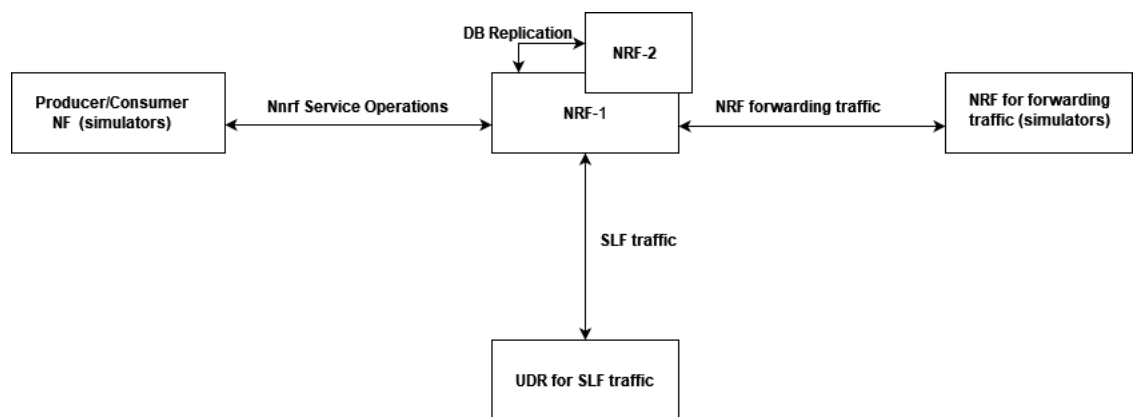 DB Replication
NRF-2
Producer/Consumer
NF (simulators)
Nnrf Service Operations
NRF-1
NRF forwarding traffic
NRF for forwarding
traffic (simulators)
SLF traffic
UDR for SLF traffic